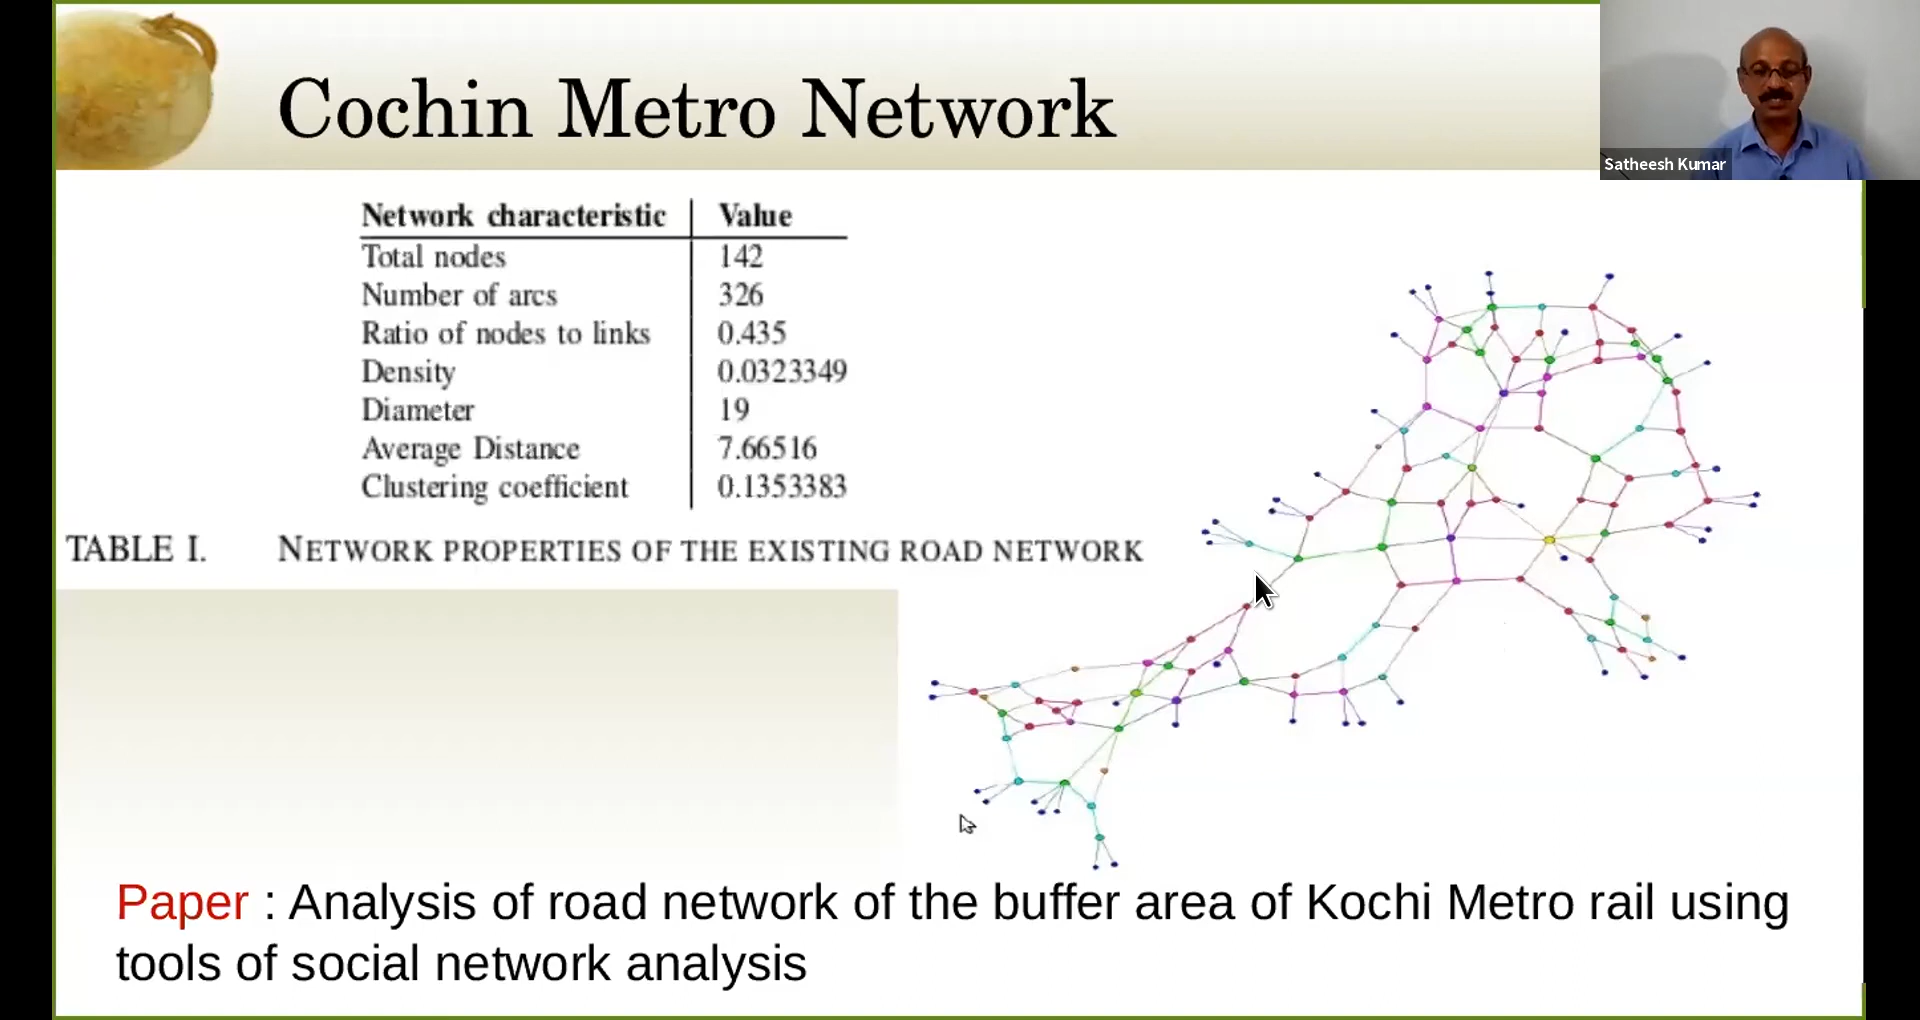 Cochin Metro Network
Satheesh Kumar
Network characteristic Value
Total nodes 142
Number of arcs 326
Ratio of nodes to links 0.435
Density 0.0323349
Diameter 19
Average Distance 7.66516
Clustering coefficient 0.1353383
TABLE I. NETWORK PROPERTIES OF THE EXISTING ROAD NETWORK
Paper : Analysis of road network of the buffer area of Kochi Metro rail using
tools of social network analysis